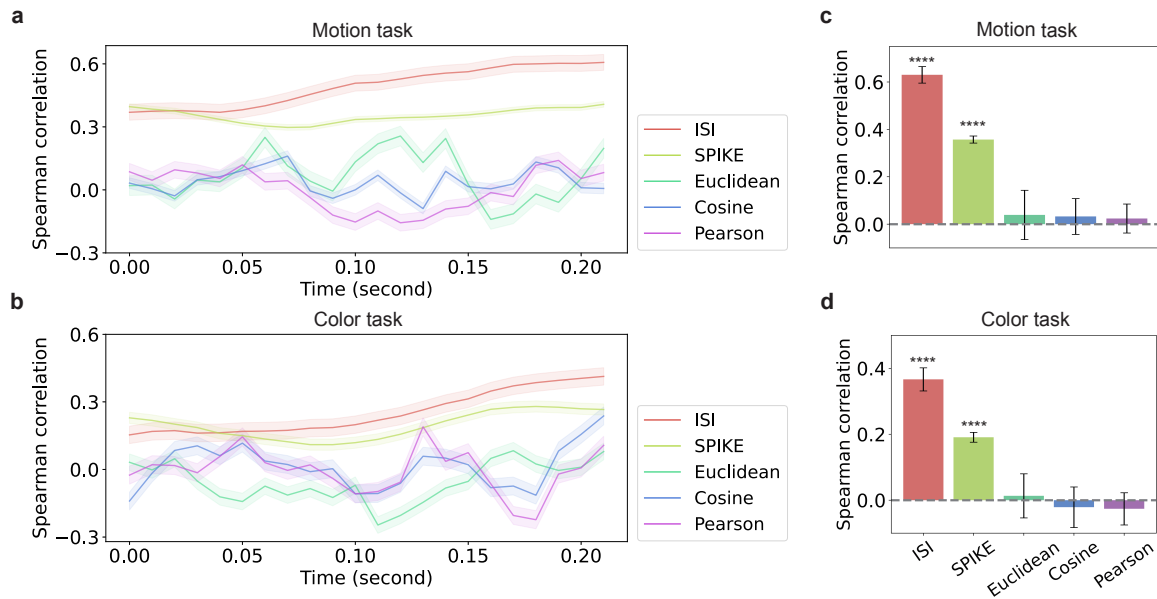 a
Motion task
Spearman correlation
0.6
0.3
0.0
−0.3
0.00
0.05
0.10
0.15
0.20
Time (second)
ISI
SPIKE
Euclidean
Cosine
Pearson
c
Motion task
Spearman correlation
0.6
0.4
0.2
0.0
****
****
b
Color task
Spearman correlation
0.6
0.3
0.0
−0.3
0.00
0.05
0.10
0.15
0.20
Time (second)
ISI
SPIKE
Euclidean
Cosine
Pearson
d
Color task
Spearman correlation
0.4
0.2
0.0
****
****
ISI
SPIKE
Euclidean
Cosine
Pearson